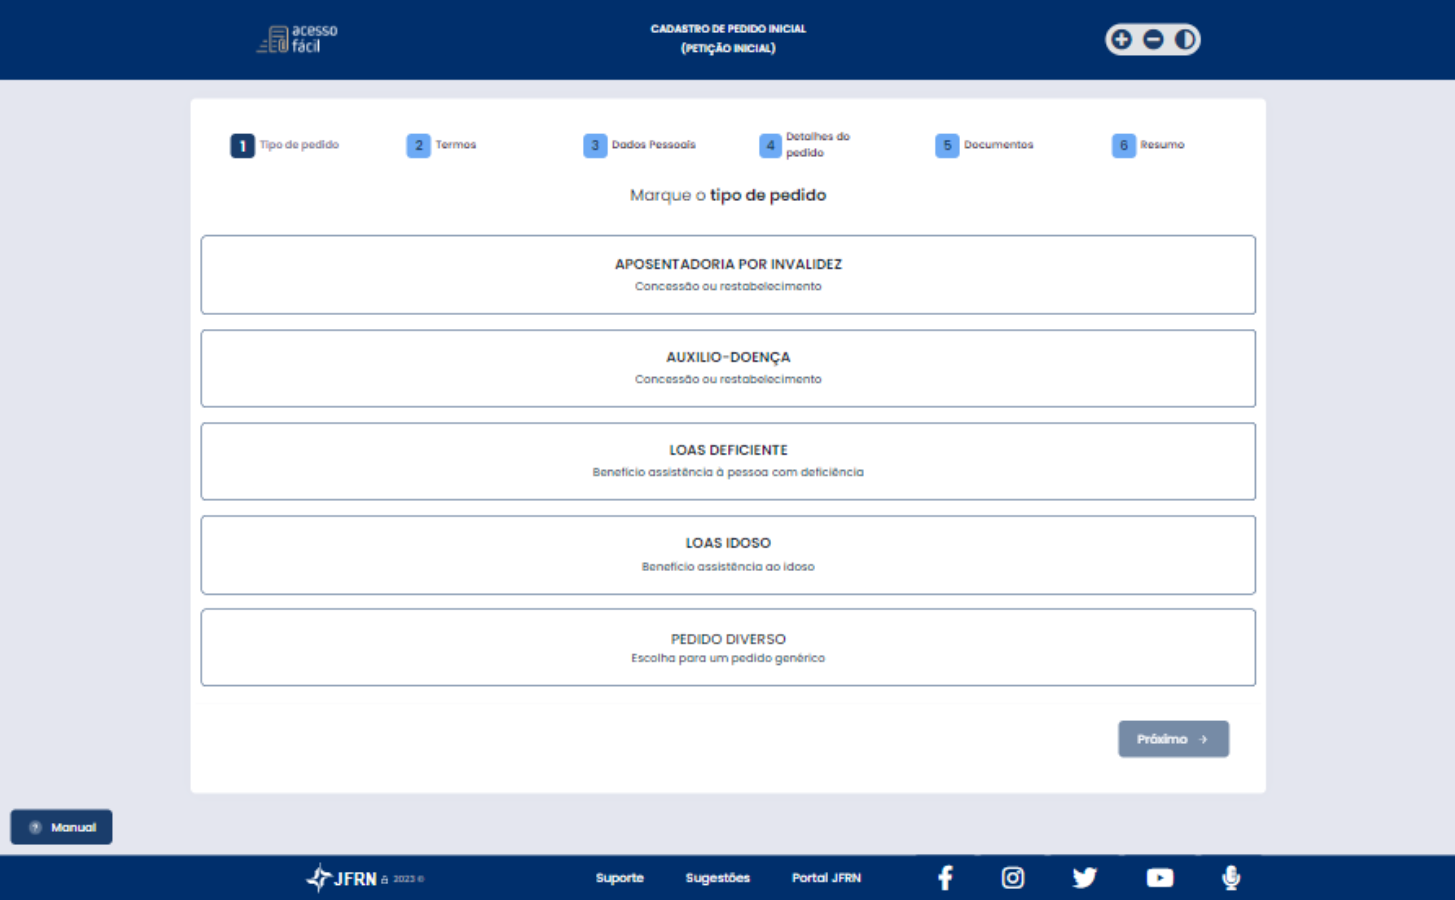 acesso
fácil
CADASTRO DE PEDIDO INICIAL
(PETIÇÃO INICIAL)
1 Tipo de pedido
2 Termos
3 Dados Pessoais
4 Detalhes do
pedido
5 Documentos
6 Resumo
Marque o tipo de pedido
APOSENTADORIA POR INVALIDEZ
Concessão ou restabelecimento
AUXILIO-DOENÇA
Concessão ou restabelecimento
LOAS DEFICIENTE
Benefício assistência à pessoa com deficiência
LOAS IDOSO
Benefício assistência ao idoso
PEDIDO DIVERSO
Escolha para um pedido genérico
Próximo →
? Manual
JFRN 2023 ©
Suporte
Sugestões
Portal JFRN